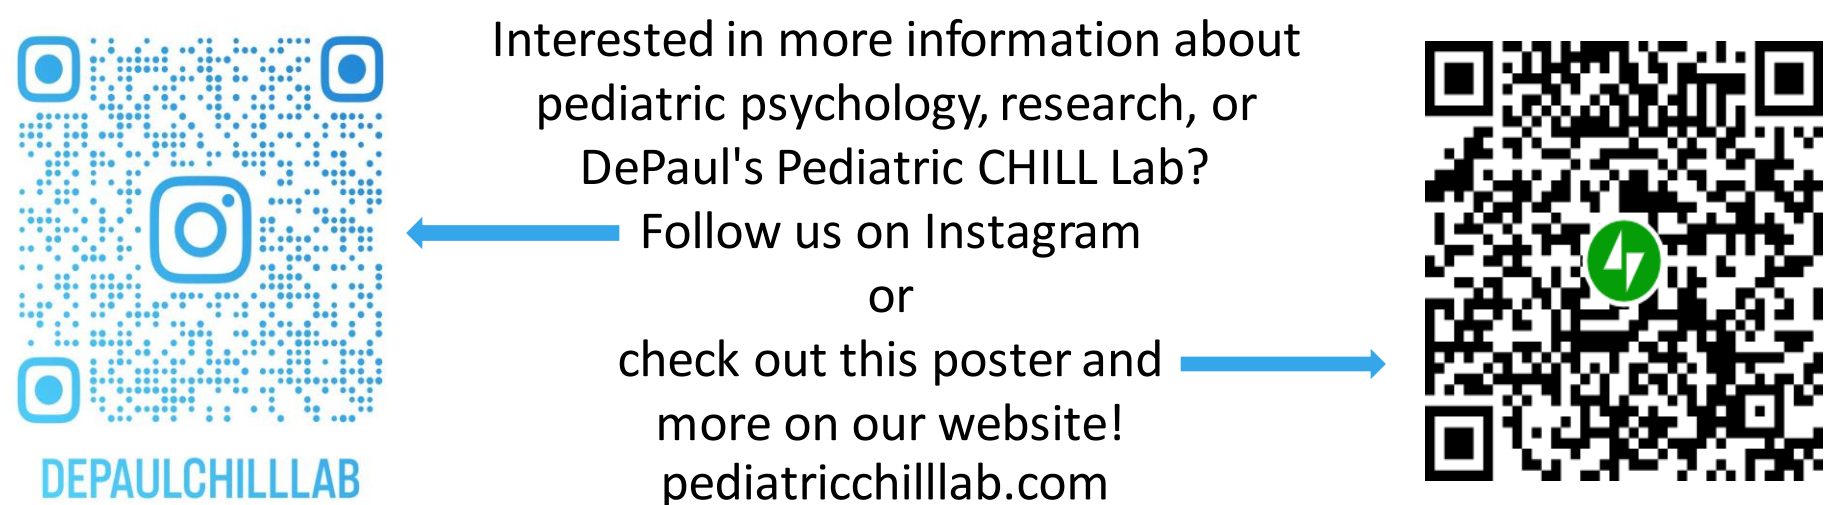 Interested in more information about
pediatric psychology, research, or
DePaul's Pediatric CHILL Lab?
Follow us on Instagram
or
check out this poster and
more on our website!
pediatricchilllab.com
DEPAULCHILLLAB